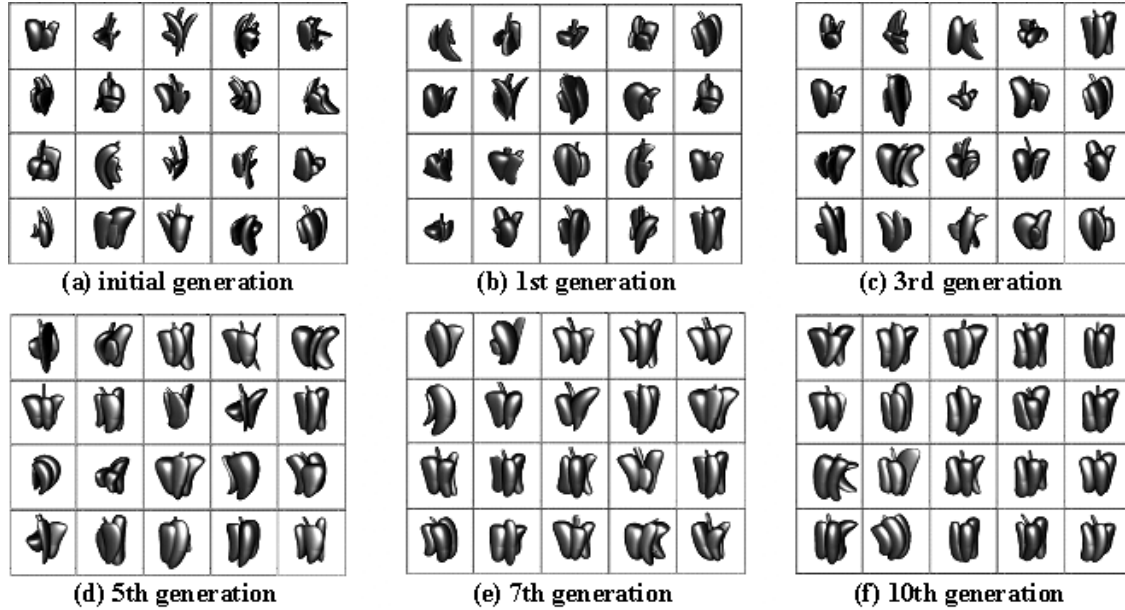 (a) initial generation
(b) 1st generation
(c) 3rd generation
(d) 5th generation
(e) 7th generation
(f) 10th generation